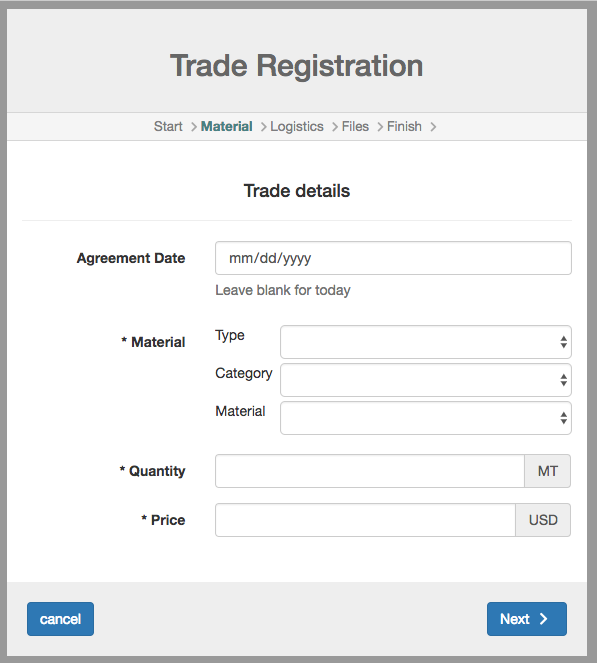 Trade Registration
Start > Material > Logistics > Files > Finish >
Trade details
Agreement Date mm/dd/yyyy
Leave blank for today
* Material Type
Category
Material
* Quantity MT
* Price USD
cancel Next >